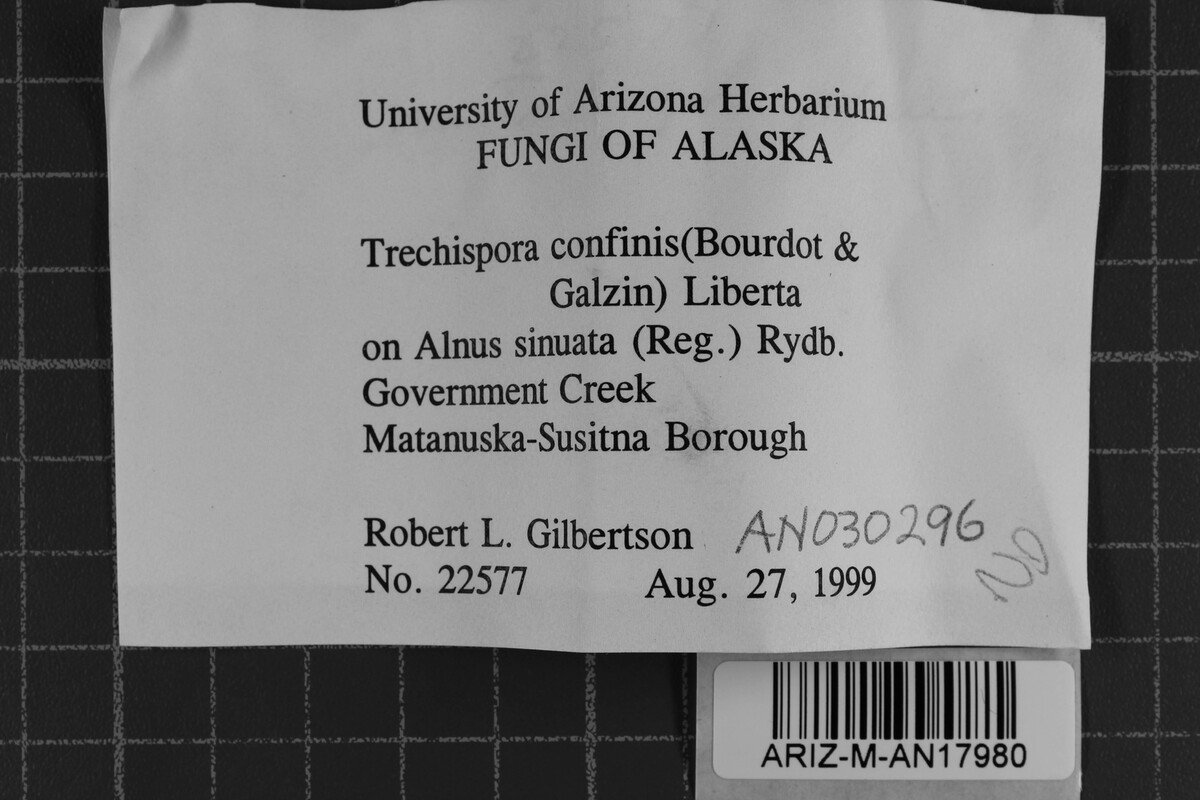 University of Arizona Herbarium
FUNGI OF ALASKA
Trechispora confinis(Bourdot &
Galzin) Liberta
on Alnus sinuata (Reg.) Rydb.
Government Creek
Matanuska-Susitna Borough
Robert L. Gilbertson AN030296
No. 22577 Aug. 27, 1999
ND
ARIZ-M-AN17980